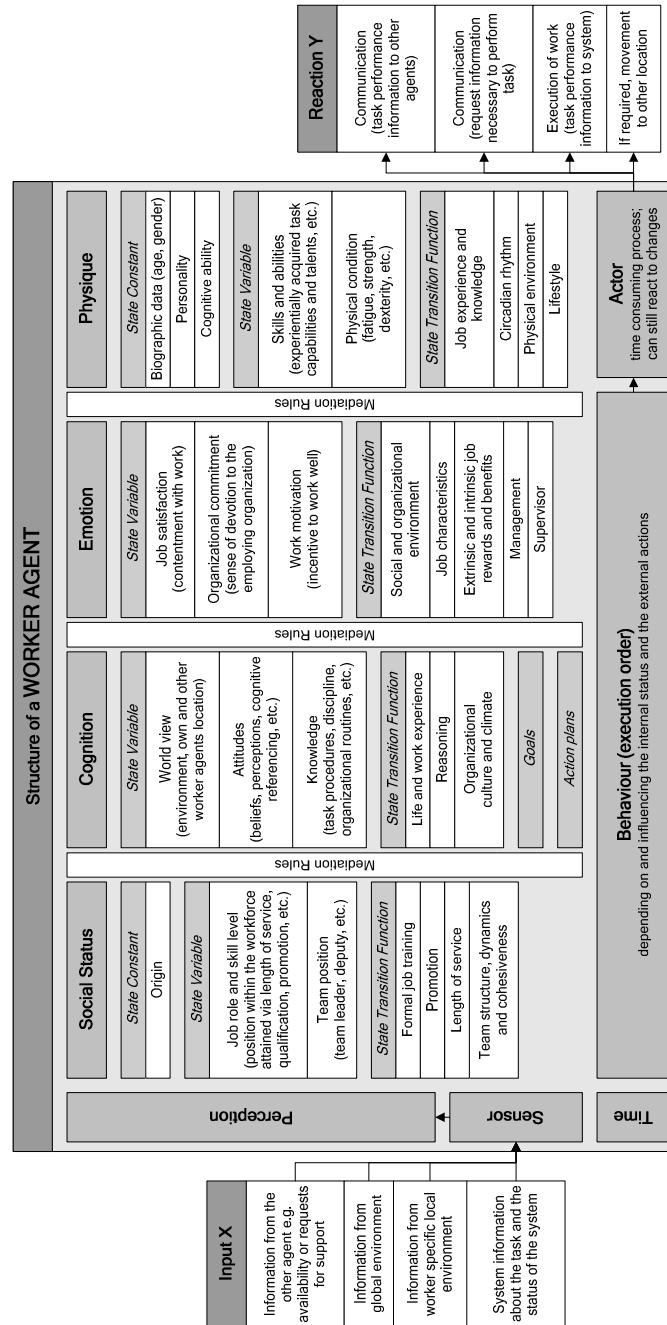 Structure of a WORKER AGENT
Input X
Information from the
other agent e.g.
availability or requests
for support
Information from
global environment
Information from
worker specific local
environment
System information
about the task and the
status of the system
Perception
Sensor
Time
Social Status
State Constant
Origin
State Variable
Job role and skill level
(position within the workforce
attained via length of service,
qualification, promotion, etc.)
Team position
(team leader, deputy, etc.)
State Transition Function
Formal job training
Promotion
Length of service
Team structure, dynamics
and cohesiveness
Mediation Rules
Cognition
State Variable
World view
(environment, own and other
worker agents location)
Attitudes
(beliefs, perceptions, cognitive
referencing, etc.)
Knowledge
(task procedures, discipline,
organizational routines, etc.)
State Transition Function
Life and work experience
Reasoning
Organizational
culture and climate
Goals
Action plans
Mediation Rules
Emotion
State Variable
Job satisfaction
(contentment with work)
Organizational commitment
(sense of devotion to the
employing organization)
Work motivation
(incentive to work well)
State Transition Function
Social and organizational
environment
Job characteristics
Extrinsic and intrinsic job
rewards and benefits
Management
Supervisor
Mediation Rules
Physique
State Constant
Biographic data (age, gender)
Personality
Cognitive ability
State Variable
Skills and abilities
(experientially acquired task
capabilities and talents, etc.)
Physical condition
(fatigue, strength,
dexterity, etc.)
State Transition Function
Job experience and
knowledge
Circadian rhythm
Physical environment
Lifestyle
Behaviour (execution order)
depending on and influencing the internal status and the external actions
Actor
time consuming process;
can still react to changes
Reaction Y
Communication
(task performance
information to other
agents)
Communication
(request information
necessary to perform
task)
Execution of work
(task performance
information to system)
If required, movement
to other location